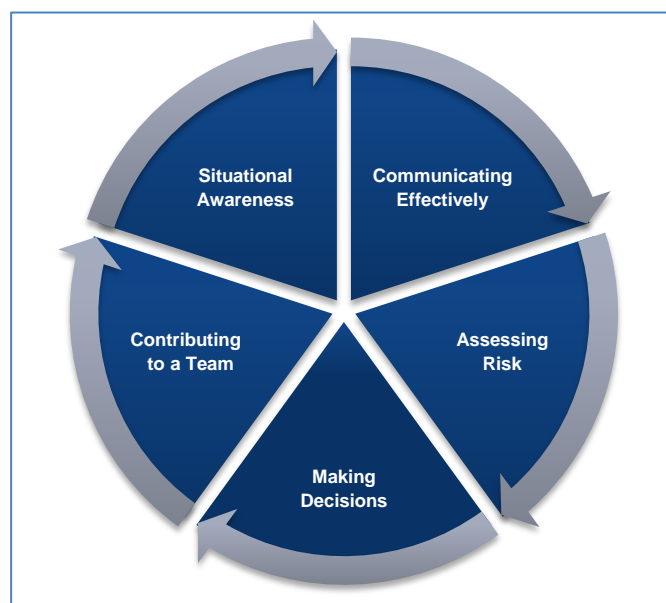 Situational
Awareness
Communicating
Effectively
Contributing
to a Team
Assessing
Risk
Making
Decisions